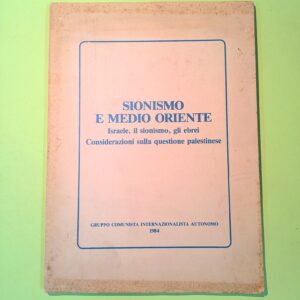 SIONISMO
E MEDIO ORIENTE
Israele, il sionismo, gli ebrei
Considerazioni sulla questione palestinese
GRUPPO COMUNISTA INTERNAZIONALISTA AUTONOMO
1984